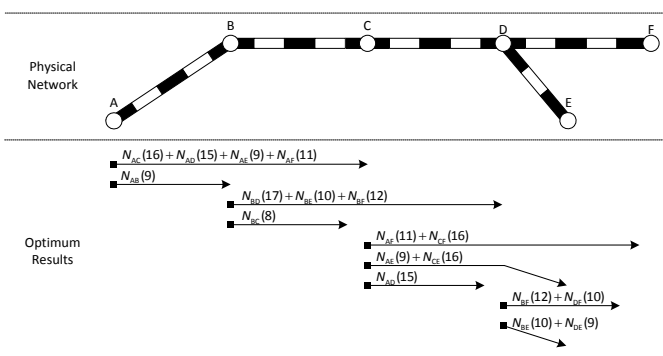 B
C
D
F
Physical
Network
A
E
N_AC(16) + N_AD(15) + N_AE(9) + N_AF(11)
N_AB(9)
N_BD(17) + N_BE(10) + N_BF(12)
N_BC(8)
Optimum
Results
N_AF(11) + N_CF(16)
N_AE(9) + N_CE(16)
N_AD(15)
N_BF(12) + N_DF(10)
N_BE(10) + N_DE(9)